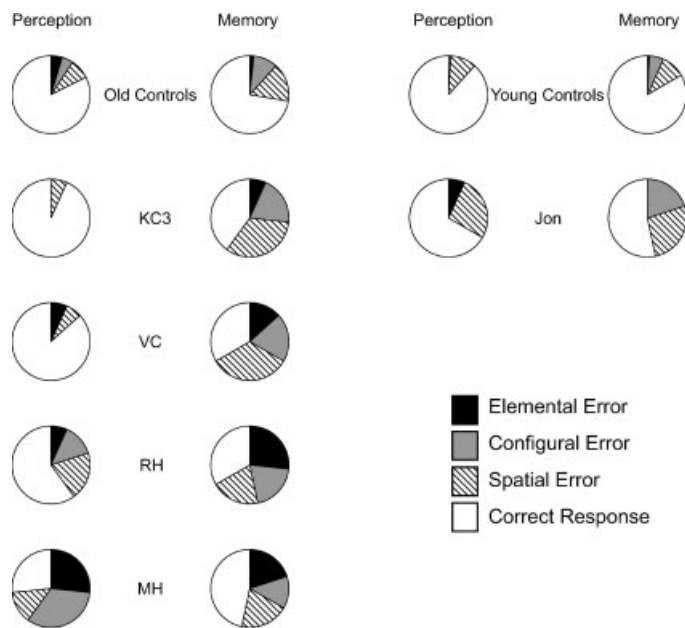 Perception Memory Perception Memory
Old Controls Young Controls
KC3 Jon
VC
Elemental Error
Configural Error
RH Spatial Error
Correct Response
MH